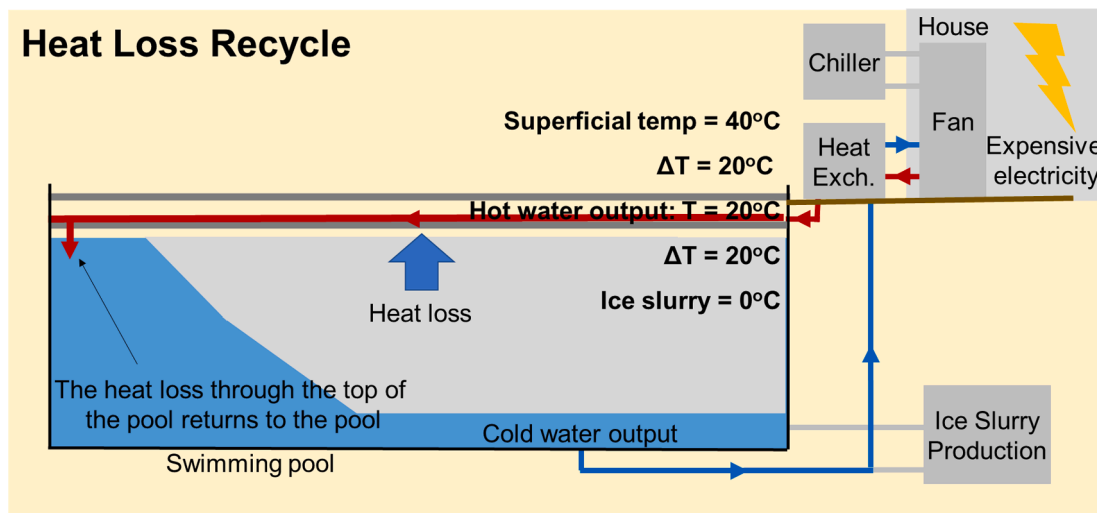 Heat Loss Recycle
House
Chiller
Fan
Expensive
electricity
Heat
Exch.
Superficial temp = 40°C
ΔT = 20°C
Hot water output: T = 20°C
ΔT = 20°C
Ice slurry = 0°C
Heat loss
The heat loss through the top of
the pool returns to the pool
Cold water output
Swimming pool
Ice Slurry
Production